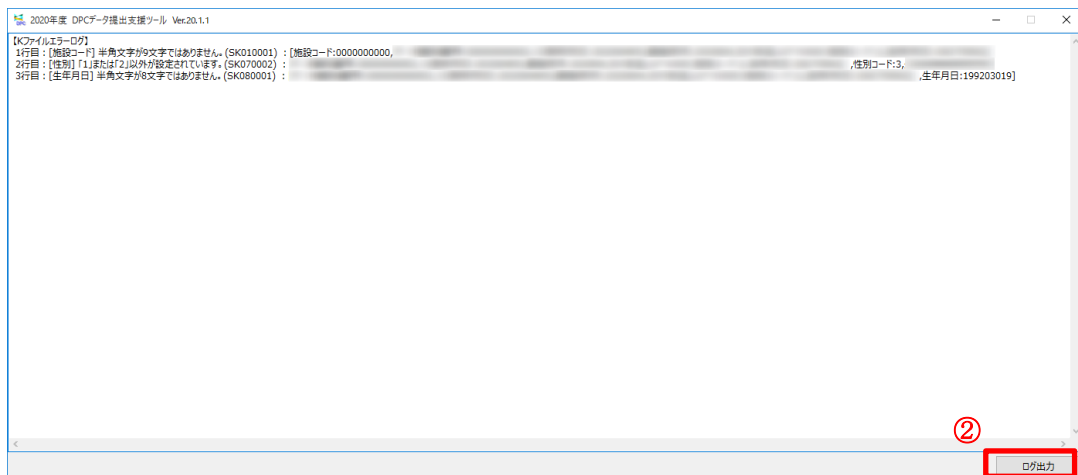 2020年度 DPCデータ提出支援ツール Ver.20.1.1
【Kファイルエラーログ】
1行目：[施設コード] 半角文字が9文字ではありません。(SK010001) ：[施設コード:0000000000,
2行目：[性別] 「1」または「2」以外が設定されています。(SK070002) ： ,性別コード:3,
3行目：[生年月日] 半角文字が8文字ではありません。(SK080001) ： ,生年月日:199203019]
②
ログ出力